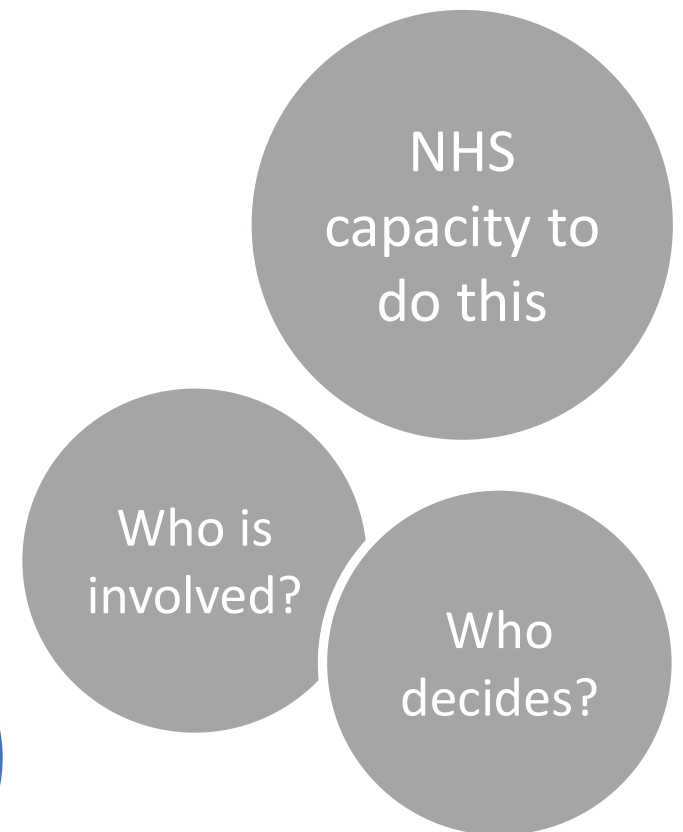 NHS
capacity to
do this
Who is
involved?
Who
decides?